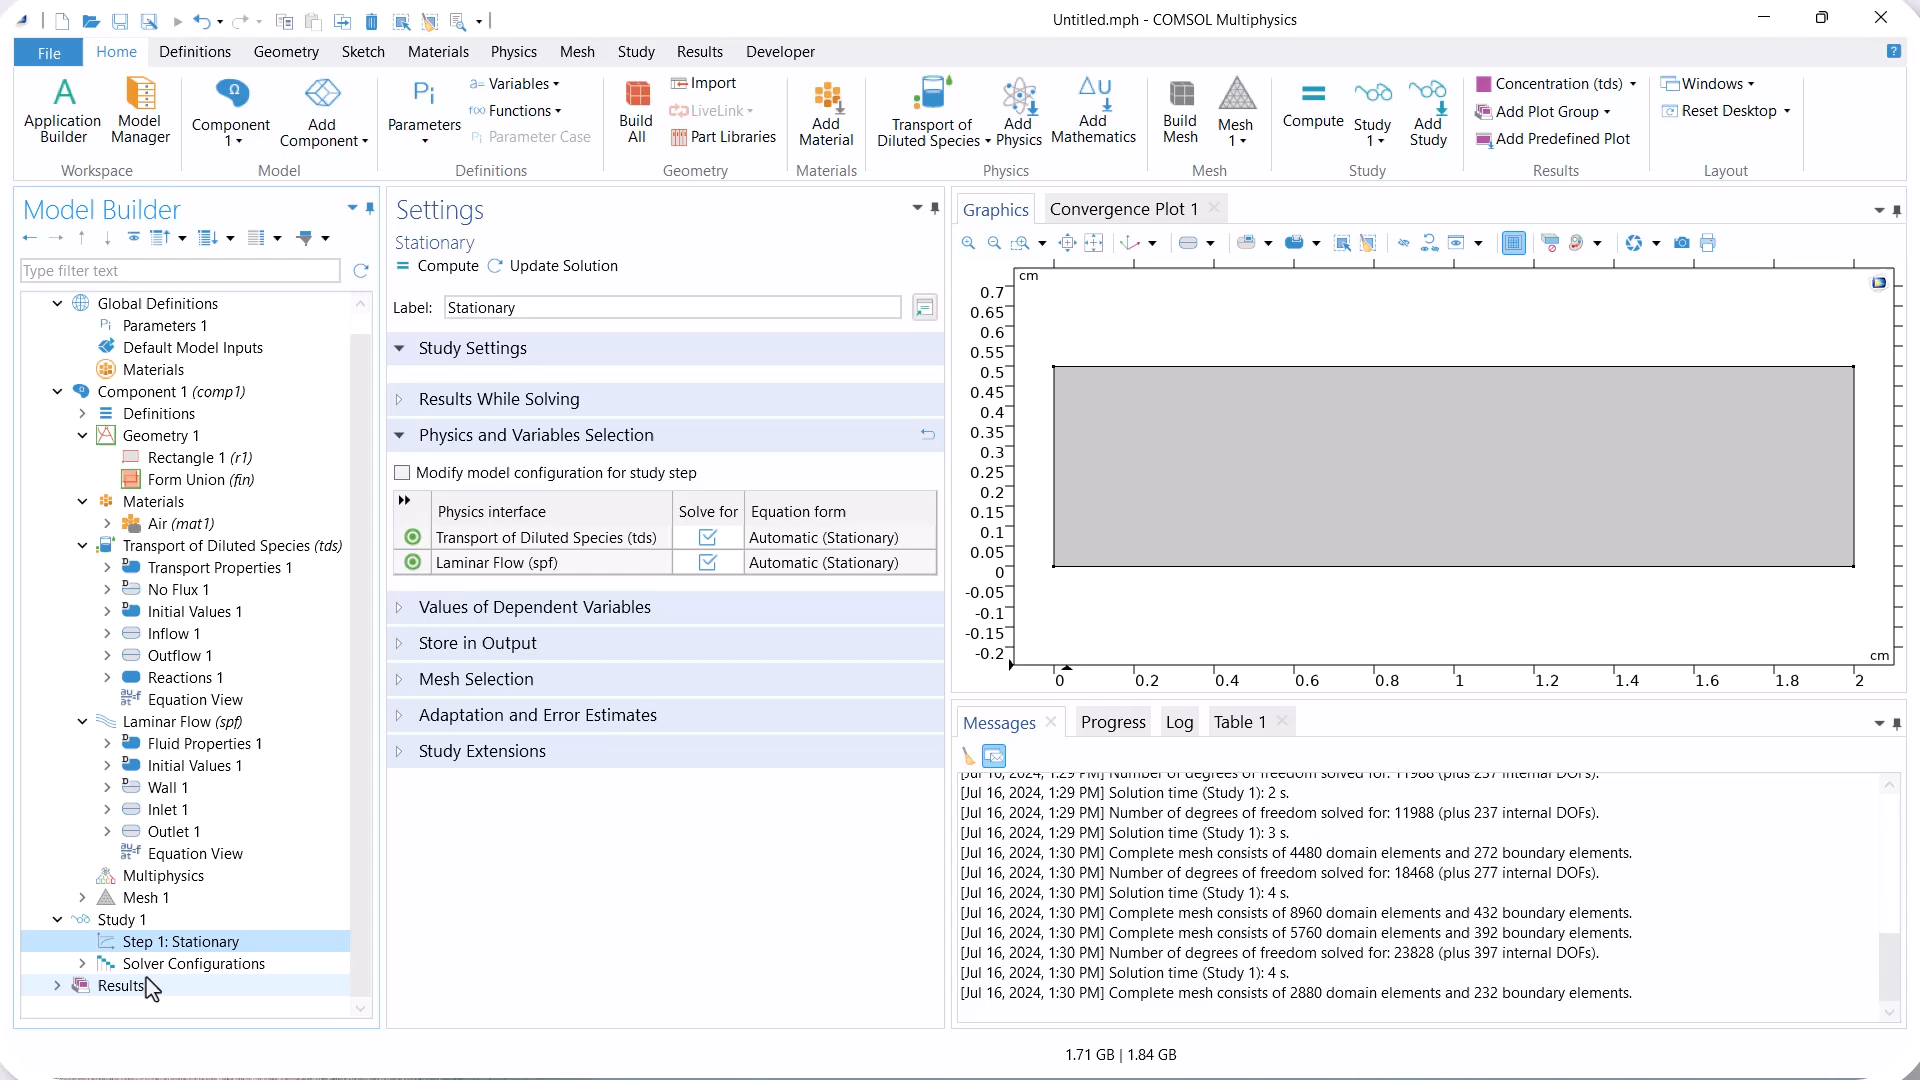 Untitled.mph - COMSOL Multiphysics
File Home Definitions Geometry Sketch Materials Mesh Physics Study Results Developer
Application Builder
Model Manager
Workspace
Component 1
Add Component
Model
Pi
Parameters
a= Variables
f(x) Functions
Pi Parameter Case
Definitions
Build All
Import
LiveLink
Part Libraries
Geometry
Add Material
Materials
Transport of Diluted Species
Add Physics
Add Mathematics
Physics
Build Mesh
Mesh 1
Mesh
Compute
Study 1
Add Study
Study
Concentration (tds)
Add Plot Group
Add Predefined Plot
Results
Windows
Reset Desktop
Layout
Model Builder
Type filter text
Global Definitions
Pi Parameters 1
Default Model Inputs
Materials
Component 1 (comp1)
Definitions
Geometry 1
Rectangle 1 (r1)
Form Union (fin)
Materials
Air (mat1)
Transport of Diluted Species (tds)
Transport Properties 1
No Flux 1
Initial Values 1
Inflow 1
Outflow 1
Reactions 1
Equation View
Laminar Flow (spf)
Fluid Properties 1
Initial Values 1
Wall 1
Inlet 1
Outlet 1
Equation View
Multiphysics
Mesh 1
Study 1
Step 1: Stationary
Solver Configurations
Results
Settings
Stationary
= Compute Update Solution
Label: Stationary
Study Settings
Results While Solving
Physics and Variables Selection
Modify model configuration for study step
Physics interface Solve for Equation form
Transport of Diluted Species (tds) Automatic (Stationary)
Laminar Flow (spf) Automatic (Stationary)
Values of Dependent Variables
Store in Output
Mesh Selection
Adaptation and Error Estimates
Study Extensions
Graphics Convergence Plot 1
cm
0.7
0.65
0.6
0.55
0.5
0.45
0.4
0.35
0.3
0.25
0.2
0.15
0.1
0.05
0
-0.05
-0.1
-0.15
-0.2
cm
0 0.2 0.4 0.6 0.8 1 1.2 1.4 1.6 1.8 2
Messages Progress Log Table 1
[Jul 16, 2024, 1:29 PM] Number of degrees of freedom solved for: 11988 (plus 237 internal DOFs).
[Jul 16, 2024, 1:29 PM] Solution time (Study 1): 2 s.
[Jul 16, 2024, 1:29 PM] Number of degrees of freedom solved for: 11988 (plus 237 internal DOFs).
[Jul 16, 2024, 1:29 PM] Solution time (Study 1): 3 s.
[Jul 16, 2024, 1:30 PM] Complete mesh consists of 4480 domain elements and 272 boundary elements.
[Jul 16, 2024, 1:30 PM] Number of degrees of freedom solved for: 18468 (plus 277 internal DOFs).
[Jul 16, 2024, 1:30 PM] Solution time (Study 1): 4 s.
[Jul 16, 2024, 1:30 PM] Complete mesh consists of 8960 domain elements and 432 boundary elements.
[Jul 16, 2024, 1:30 PM] Complete mesh consists of 5760 domain elements and 392 boundary elements.
[Jul 16, 2024, 1:30 PM] Number of degrees of freedom solved for: 23828 (plus 397 internal DOFs).
[Jul 16, 2024, 1:30 PM] Solution time (Study 1): 4 s.
[Jul 16, 2024, 1:30 PM] Complete mesh consists of 2880 domain elements and 232 boundary elements.
1.71 GB | 1.84 GB